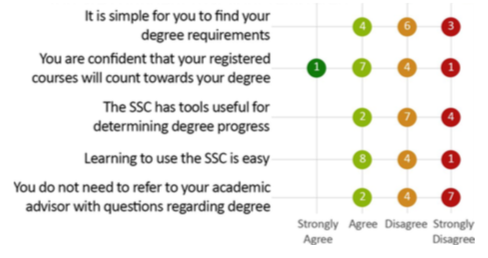 It is simple for you to find your
degree requirements
4 6 3
You are confident that your registered
courses will count towards your degree
1 7 4 1
The SSC has tools useful for
determining degree progress
2 7 4
Learning to use the SSC is easy
8 4 1
You do not need to refer to your academic
advisor with questions regarding degree
2 4 7
Strongly Agree Disagree Strongly
Agree Disagree